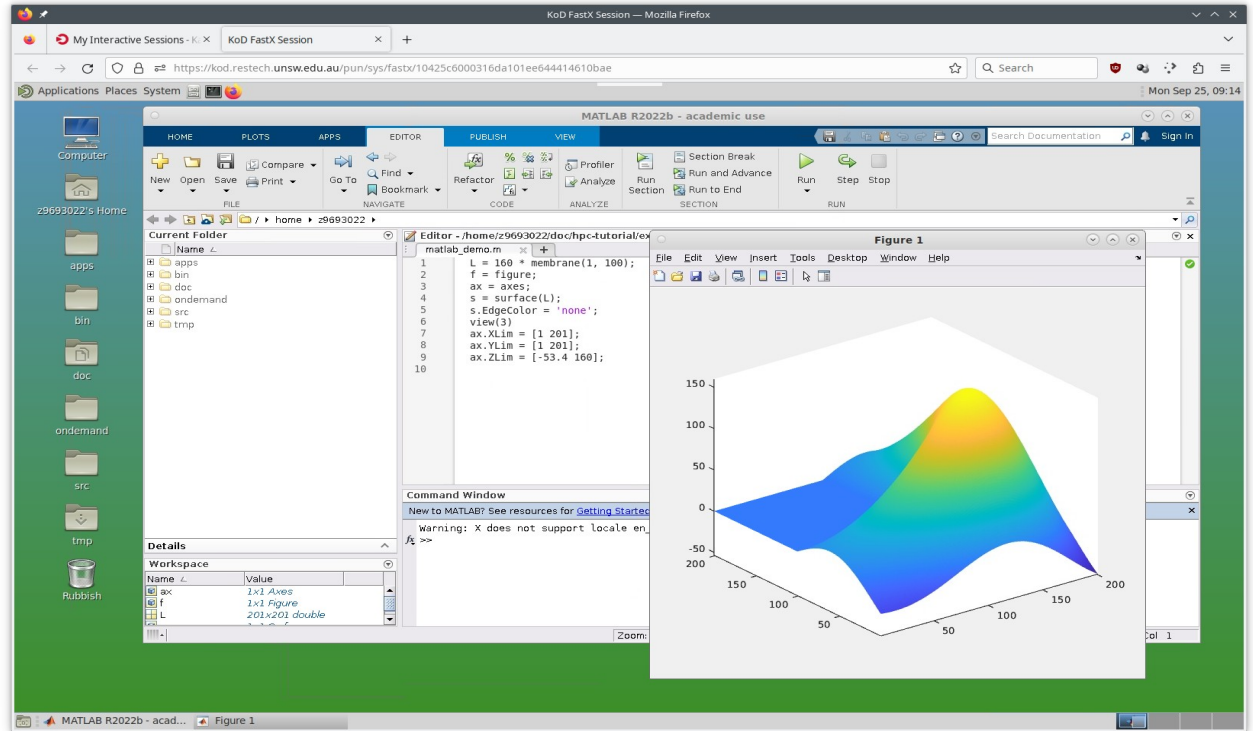 KoD FastX Session — Mozilla Firefox
My Interactive Sessions - K
KoD FastX Session
https://kod.restech.unsw.edu.au/pun/sys/fastx/10425c6000316da101ee644414610bae
Search
Applications Places System
Mon Sep 25, 09:14
Computer
z9693022's Home
apps
bin
doc
ondemand
src
tmp
Rubbish
MATLAB R2022b - academic use
HOME PLOTS APPS EDITOR PUBLISH VIEW
Search Documentation
Sign In
New Open Save
Compare
Print
Go To
Find
Bookmark
Refactor
Profiler
Analyze
Run Section
Section Break
Run and Advance
Run to End
Run Step Stop
FILE NAVIGATE CODE ANALYZE SECTION RUN
/ home z9693022
Current Folder
Name
apps
bin
doc
ondemand
src
tmp
Details
Workspace
Name Value
ax 1x1 Axes
f 1x1 Figure
L 201x201 double
Editor - /home/z9693022/doc/hpc-tutorial/ex
matlab_demo.m
1 L = 160 * membrane(1, 100);
2 f = figure;
3 ax = axes;
4 s = surface(L);
5 s.EdgeColor = 'none';
6 view(3)
7 ax.XLim = [1 201];
8 ax.YLim = [1 201];
9 ax.ZLim = [-53.4 160];
10
Command Window
New to MATLAB? See resources for Getting Started
Warning: X does not support locale en_
fx >>
Zoom:
Col 1
Figure 1
File Edit View Insert Tools Desktop Window Help
150
100
50
0
-50
200
150
100
50
50
100
150
200
MATLAB R2022b - acad...
Figure 1